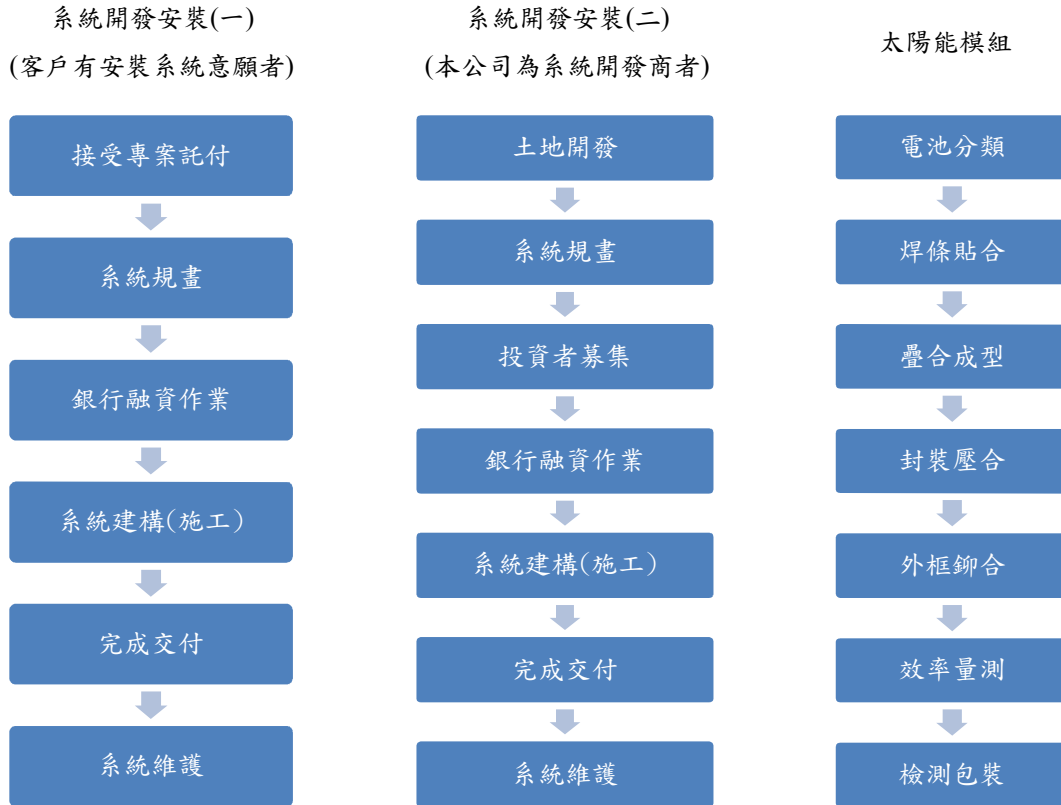 系統開發安裝(一)
(客戶有安裝系統意願者)
接受專案託付
系統規畫
銀行融資作業
系統建構(施工)
完成交付
系統維護
系統開發安裝(二)
(本公司為系統開發商者)
土地開發
系統規畫
投資者募集
銀行融資作業
系統建構(施工)
完成交付
系統維護
太陽能模組
電池分類
焊條貼合
疊合成型
封裝壓合
外框鉚合
效率量測
檢測包裝